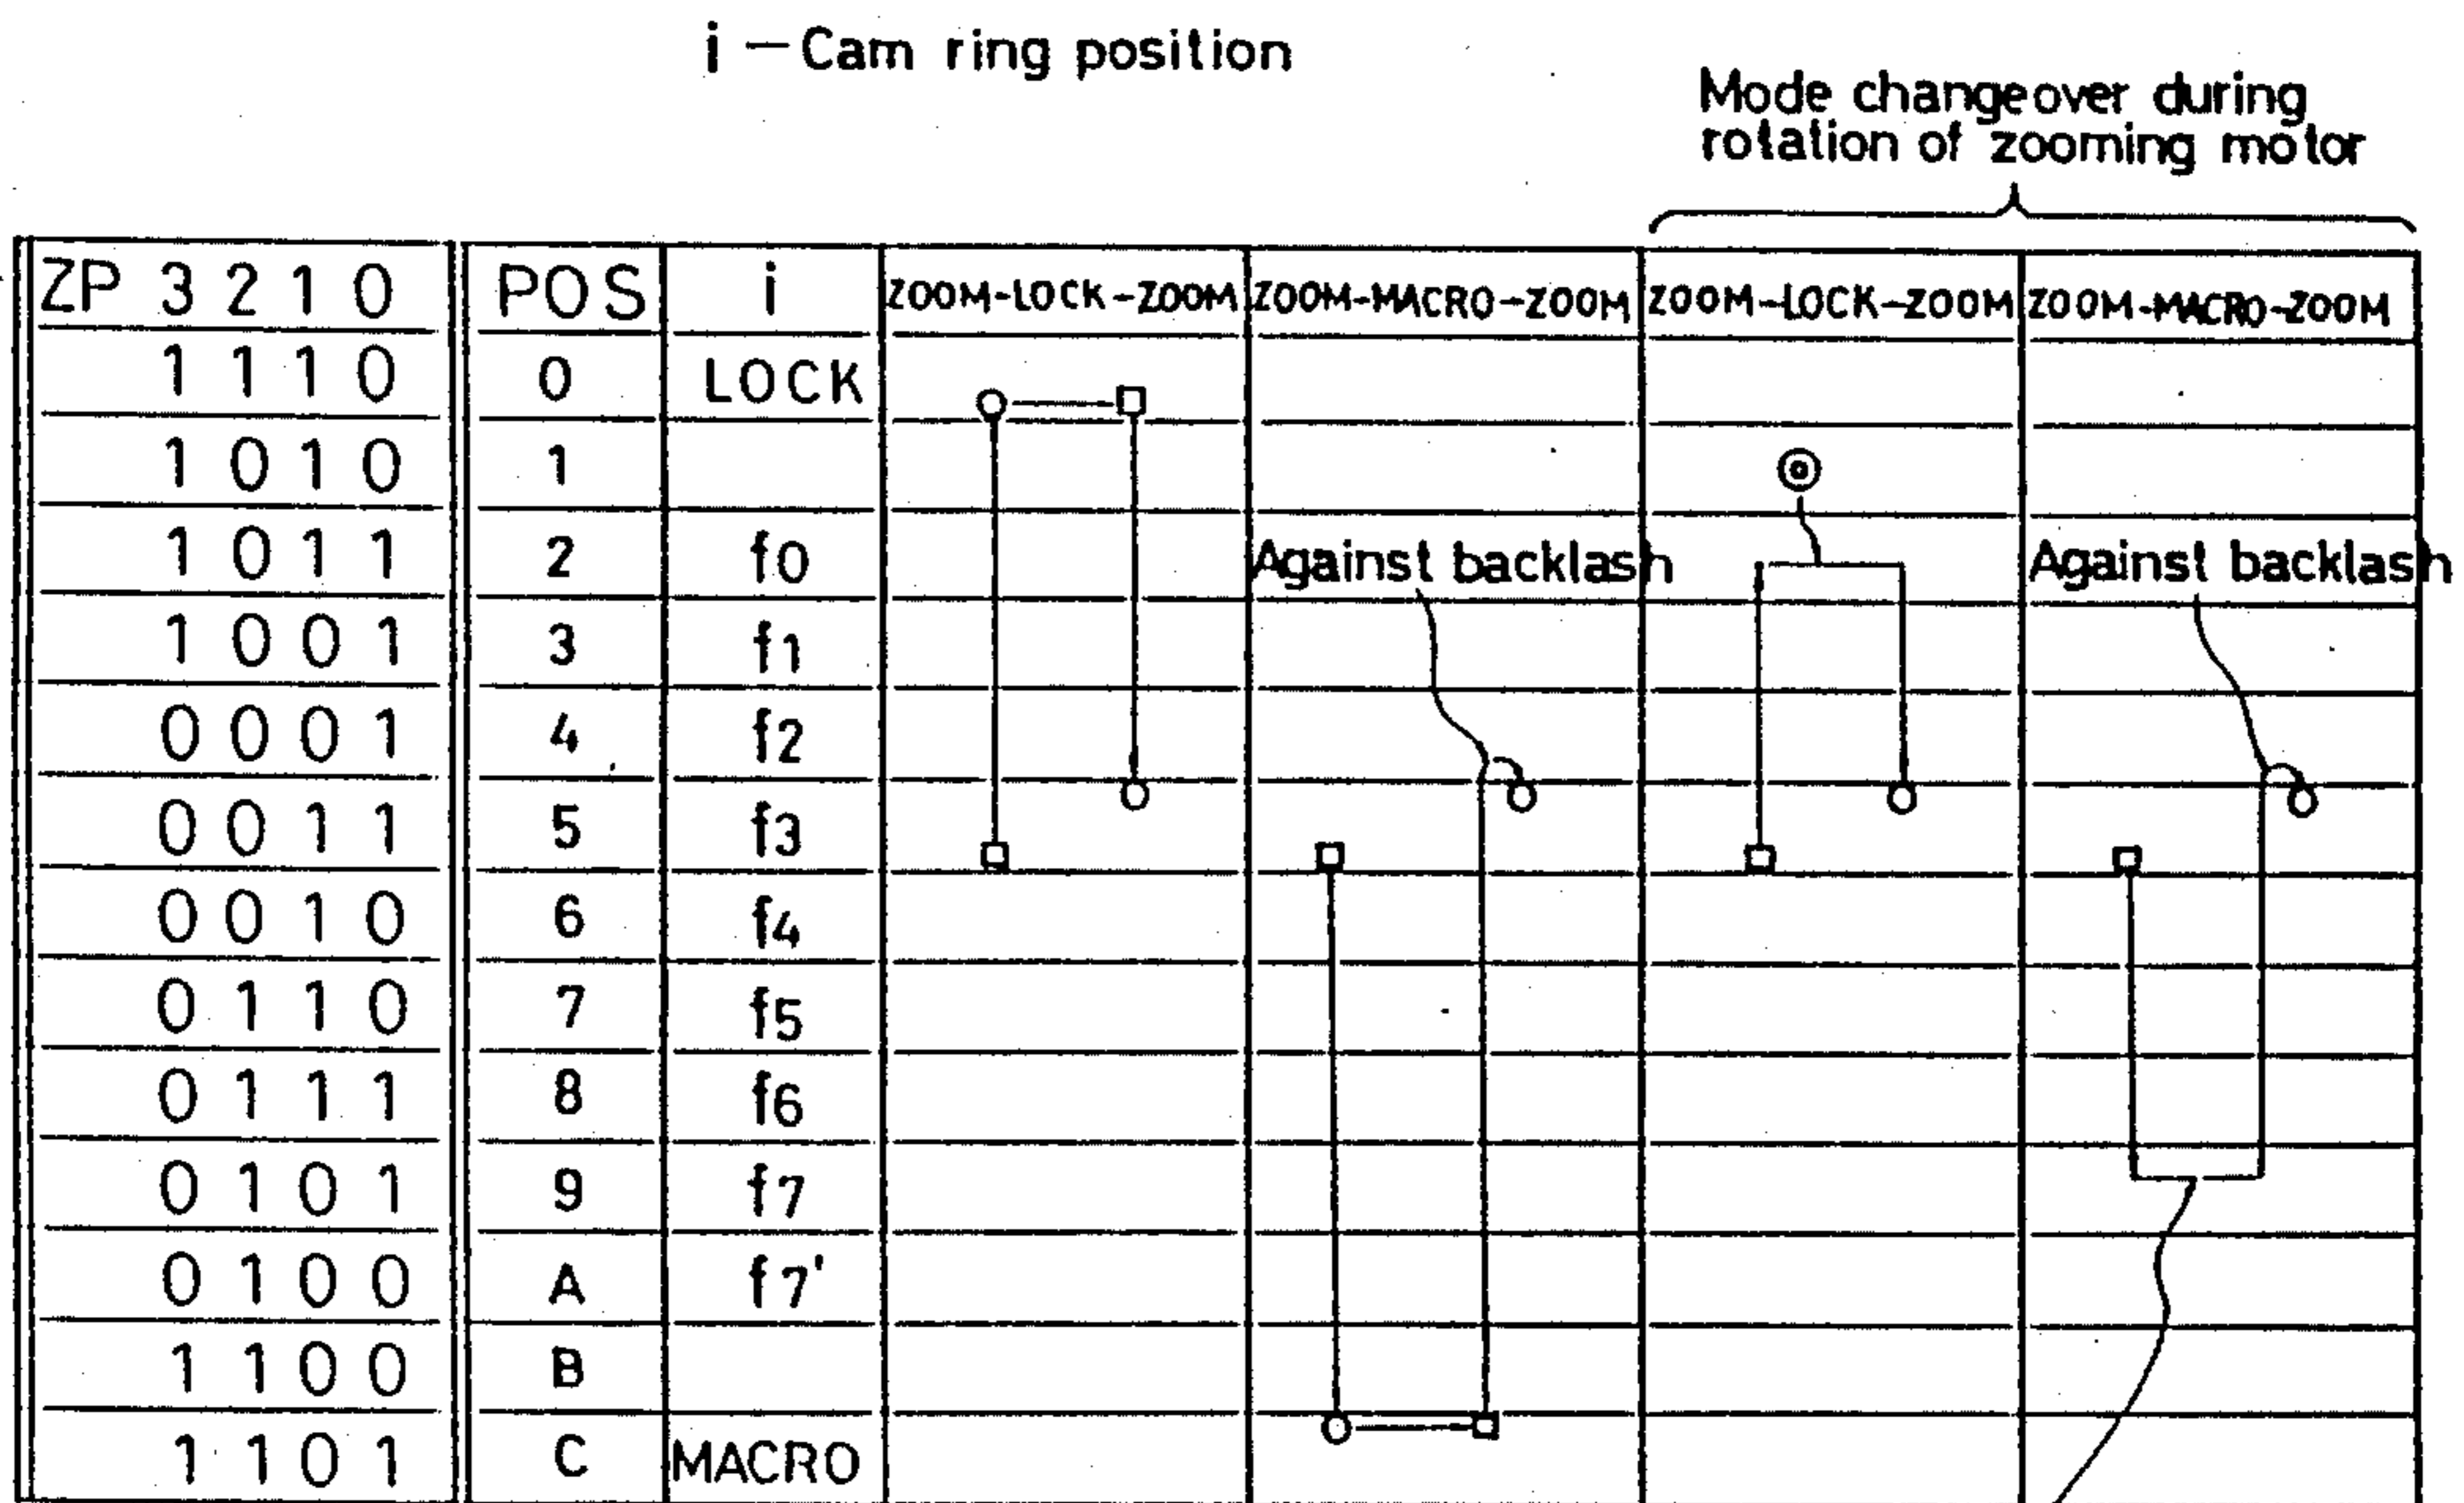 i — Cam ring position
Mode changeover during
rotation of zooming motor
ZP 3 2 1 0 POS i ZOOM-LOCK-ZOOM ZOOM-MACRO-ZOOM ZOOM-LOCK-ZOOM ZOOM-MACRO-ZOOM
1 1 1 0 0 LOCK
1 0 1 0 1
1 0 1 1 2 f0 Against backlash Against backlash
1 0 0 1 3 f1
0 0 0 1 4 f2
0 0 1 1 5 f3
0 0 1 0 6 f4
0 1 1 0 7 f5
0 1 1 1 8 f6
0 1 0 1 9 f7
0 1 0 0 A f7'
1 1 0 0 B
1 1 0 1 C MACRO